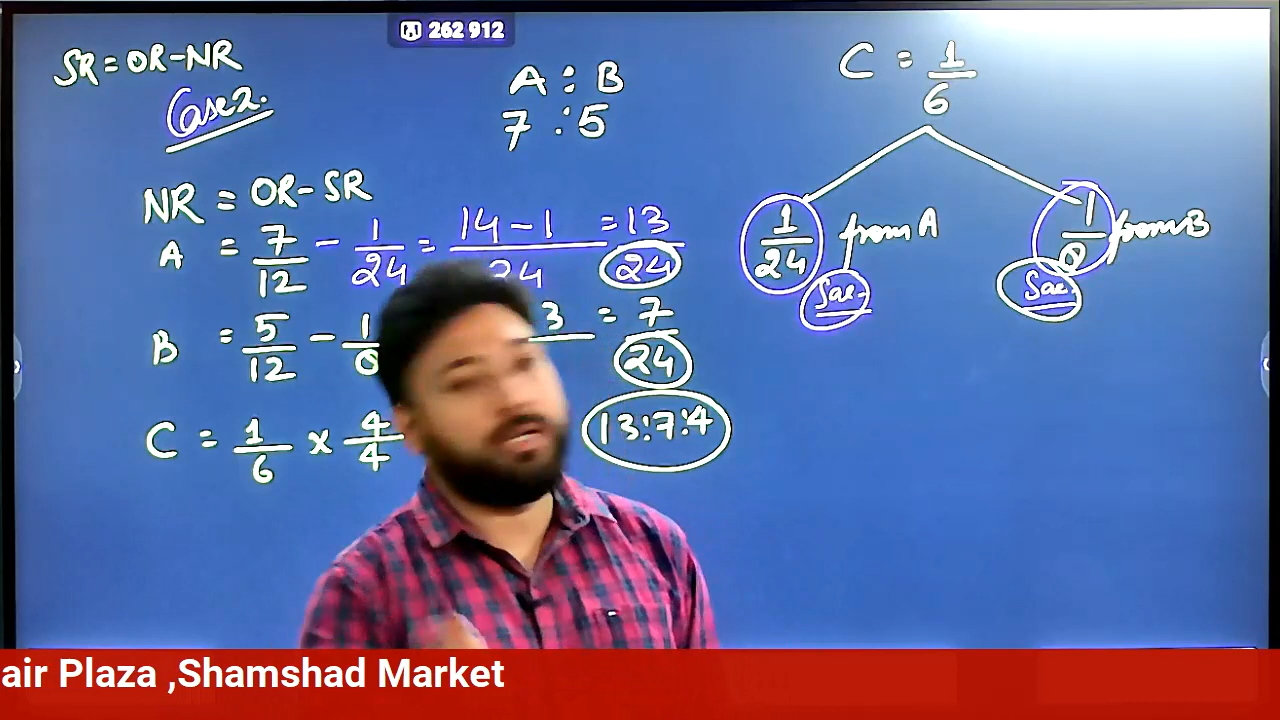 262 912
SR = OR-NR
Case 2.
A : B
7 : 5
C = 1/6
1/24 from A
Sac.
1/8 from B
Sac.
NR = OR-SR
A = 7/12 - 1/24 = 14-1/24 = 13/24
B = 5/12 - 1/8 3 = 7/24
C = 1/6 x 4/4
13:7:4
air Plaza ,Shamshad Market